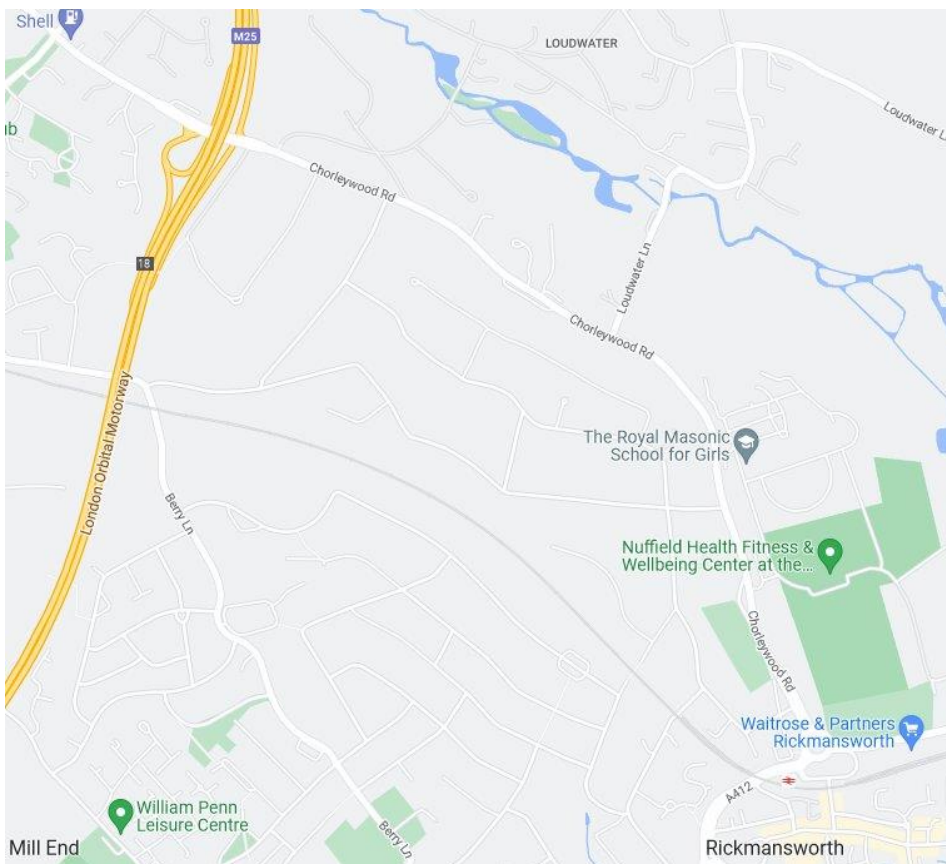 Shell
M25
LOUDWATER
Loudwater L
ub
Chorleywood Rd
18
Loudwater Ln
Chorleywood Rd
London Orbital Motorway
The Royal Masonic
School for Girls
Berry Ln
Nuffield Health Fitness &
Wellbeing Center at the...
Chorleywood Rd
Waitrose & Partners
Rickmansworth
A412
William Penn
Leisure Centre
Berry Ln
Mill End
Rickmansworth